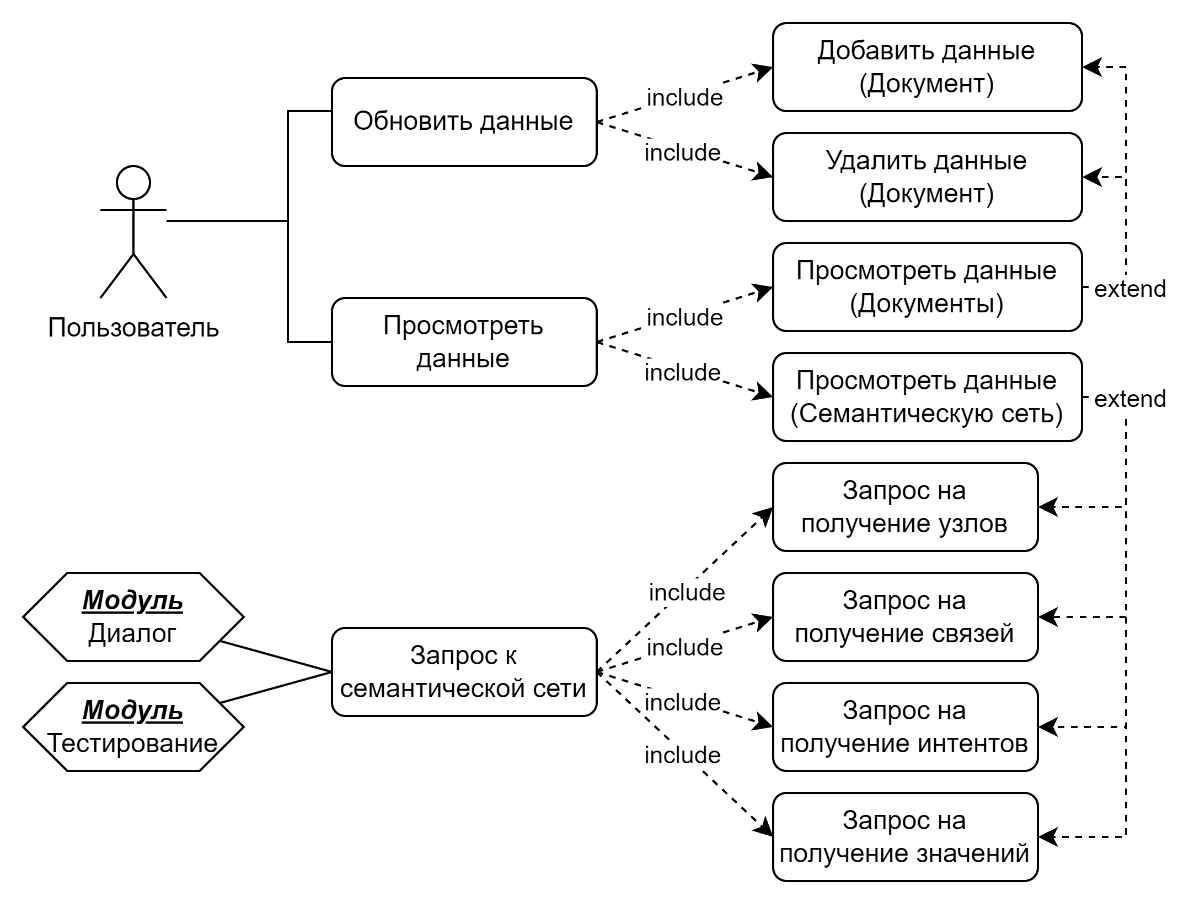 Добавить данные
(Документ)
include
Обновить данные
include
Удалить данные
(Документ)
Пользователь
Просмотреть данные
(Документы)
extend
include
Просмотреть
данные
include
Просмотреть данные
(Семантическую сеть)
extend
Запрос на
получение узлов
include
Модуль
Диалог
Запрос на
получение связей
include
Запрос к
семантической сети
include
Модуль
Тестирование
Запрос на
получение интентов
include
Запрос на
получение значений